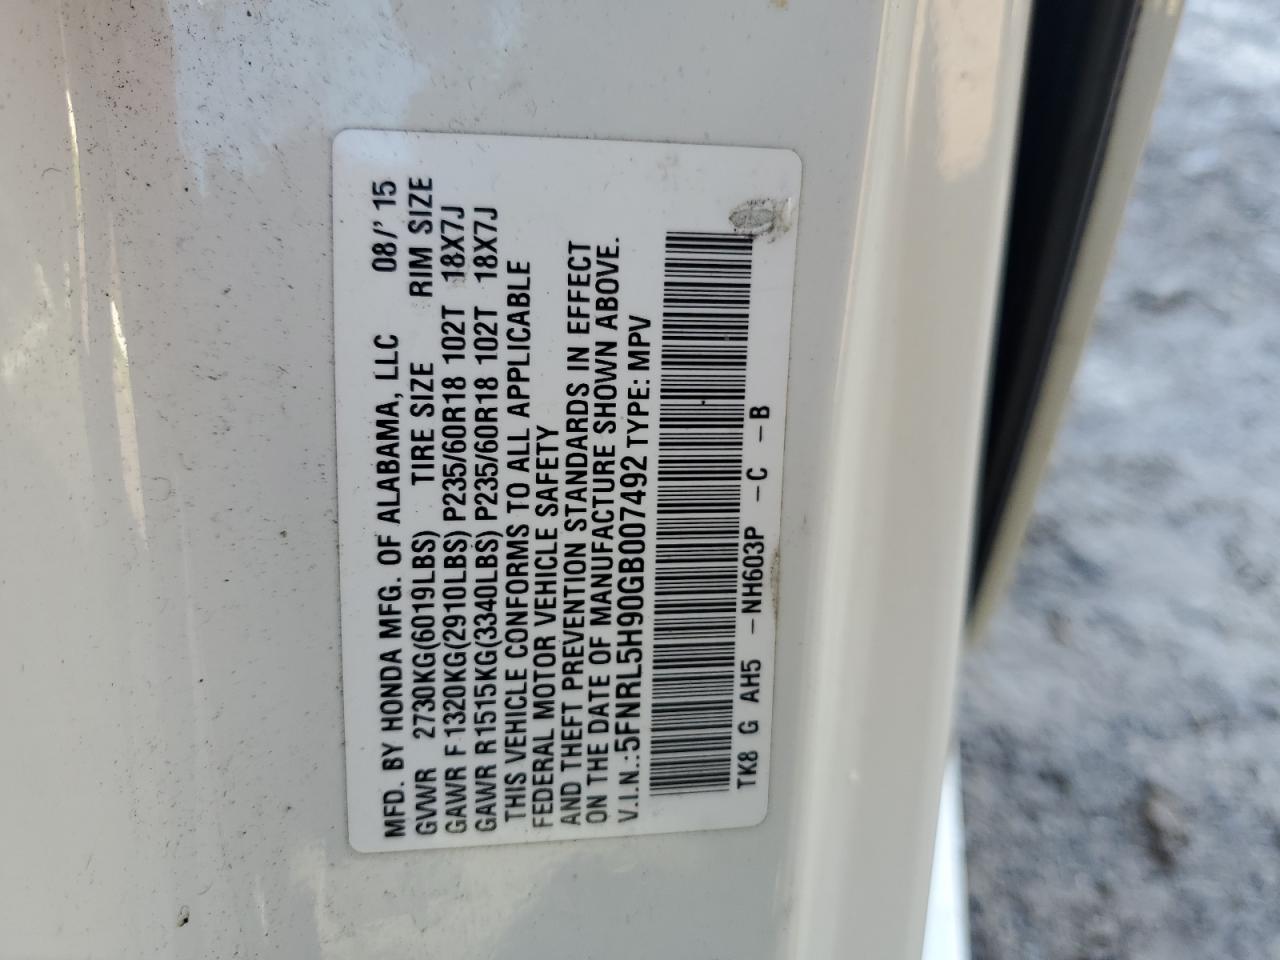 MFD. BY HONDA MFG. OF ALABAMA, LLC 08/'15
GVWR 2730KG(6019LBS) TIRE SIZE RIM SIZE
GAWR F 1320KG(2910LBS) P235/60R18 102T 18X7J
GAWR R 1515KG(3340LBS) P235/60R18 102T 18X7J
THIS VEHICLE CONFORMS TO ALL APPLICABLE
FEDERAL MOTOR VEHICLE SAFETY
AND THEFT PREVENTION STANDARDS IN EFFECT
ON THE DATE OF MANUFACTURE SHOWN ABOVE.
V.I.N.:5FNRL5H90GB007492 TYPE: MPV
TK8 G AH5 -NH603P -C -B